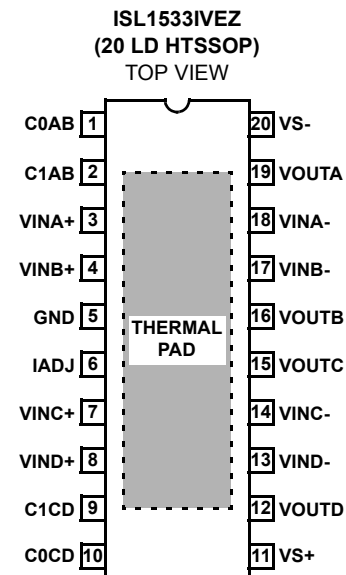 ISL1533IVEZ
(20 LD HTSSOP)
TOP VIEW
C0AB 1
20 VS-
C1AB 2
19 VOUTA
VINA+ 3
18 VINA-
VINB+ 4
17 VINB-
GND 5
16 VOUTB
THERMAL
PAD
IADJ 6
15 VOUTC
VINC+ 7
14 VINC-
VIND+ 8
13 VIND-
C1CD 9
12 VOUTD
C0CD 10
11 VS+